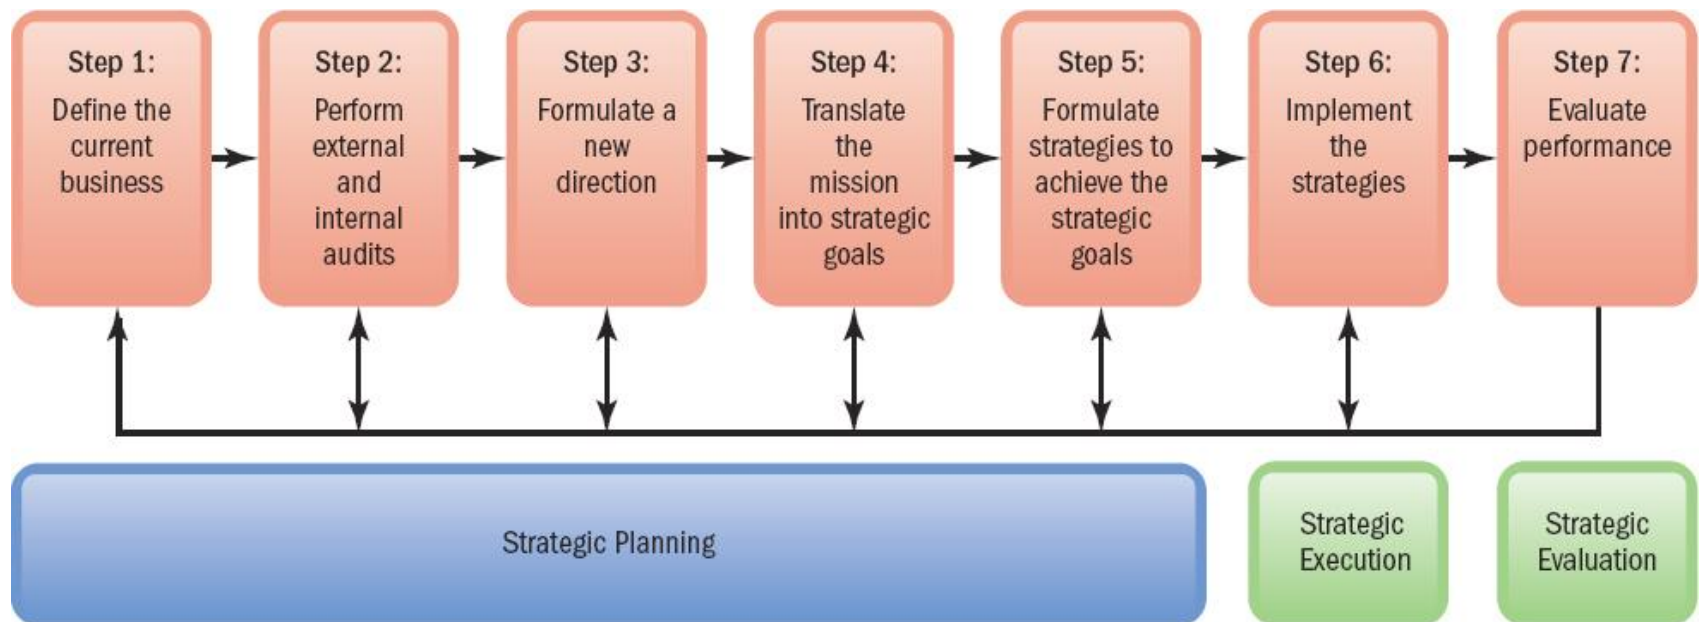 Step 1:
Define the
current
business
Step 2:
Perform
external
and
internal
audits
Step 3:
Formulate a
new
direction
Step 4:
Translate
the
mission
into strategic
goals
Step 5:
Formulate
strategies to
achieve the
strategic
goals
Step 6:
Implement
the
strategies
Step 7:
Evaluate
performance
Strategic Planning
Strategic
Execution
Strategic
Evaluation